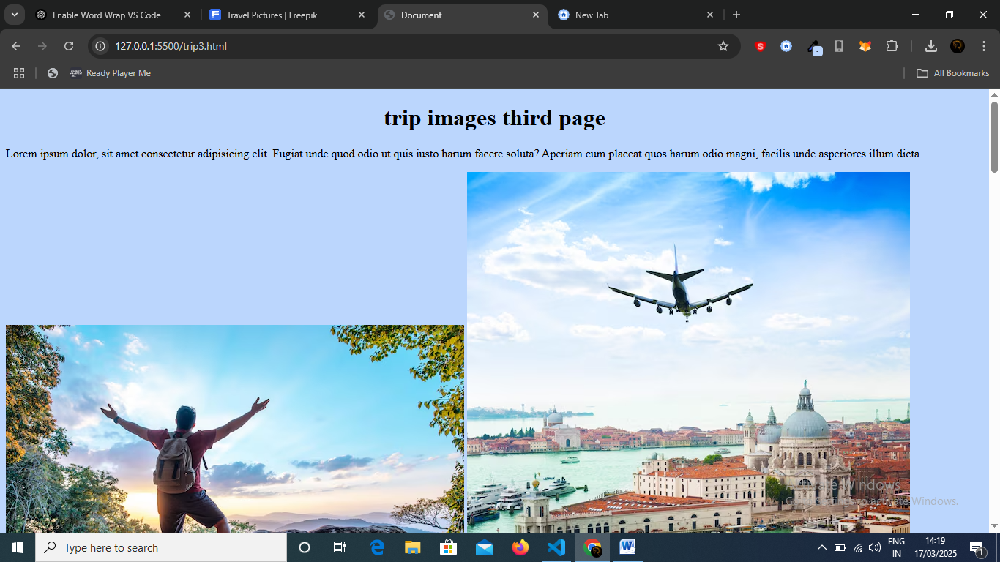 Enable Word Wrap VS Code
Travel Pictures | Freepik
Document
New Tab
127.0.0.1:5500/trip3.html
Ready Player Me
All Bookmarks
trip images third page
Lorem ipsum dolor, sit amet consectetur adipisicing elit. Fugiat unde quod odio ut quis iusto harum facere soluta? Aperiam cum placeat quos harum odio magni, facilis unde asperiores illum dicta.
Windows
Windows.
Type here to search
ENG
IN
14:19
17/03/2025
1